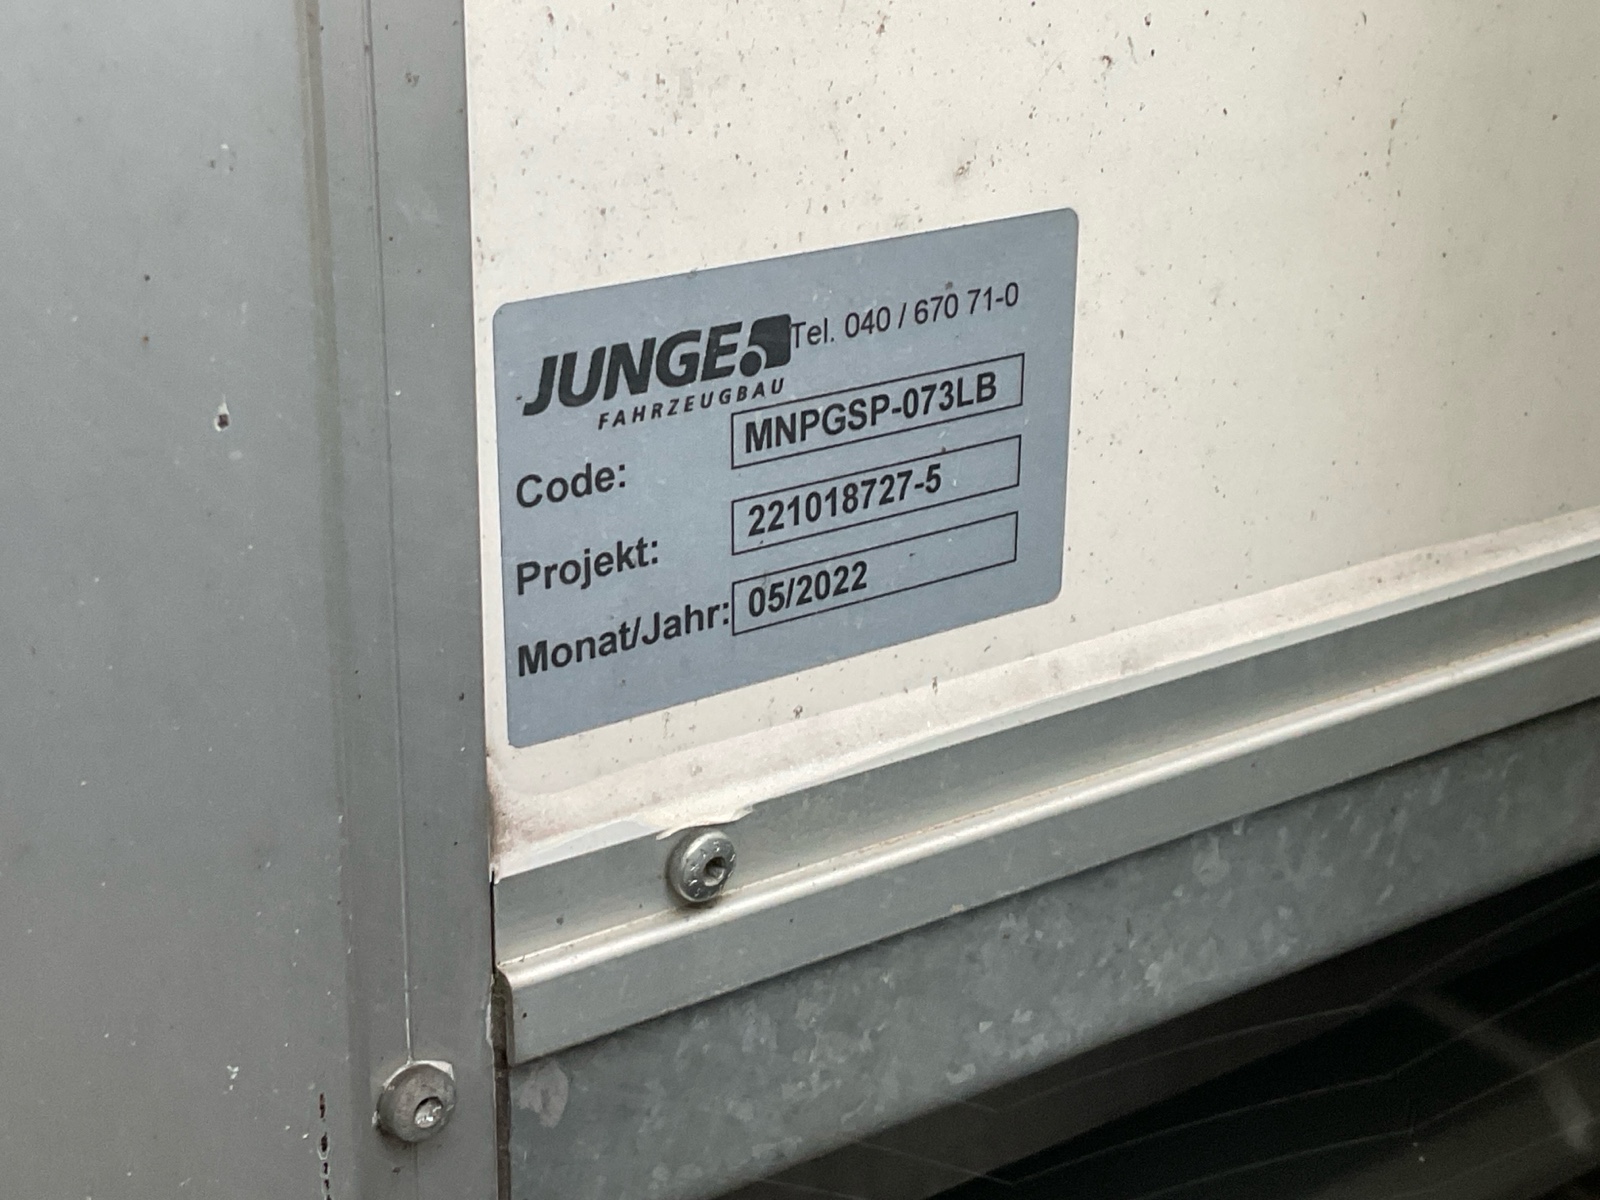 JUNGE Tel. 040 / 670 71-0
FAHRZEUGBAU
Code: MNPGSP-073LB
Projekt: 221018727-5
Monat/Jahr: 05/2022